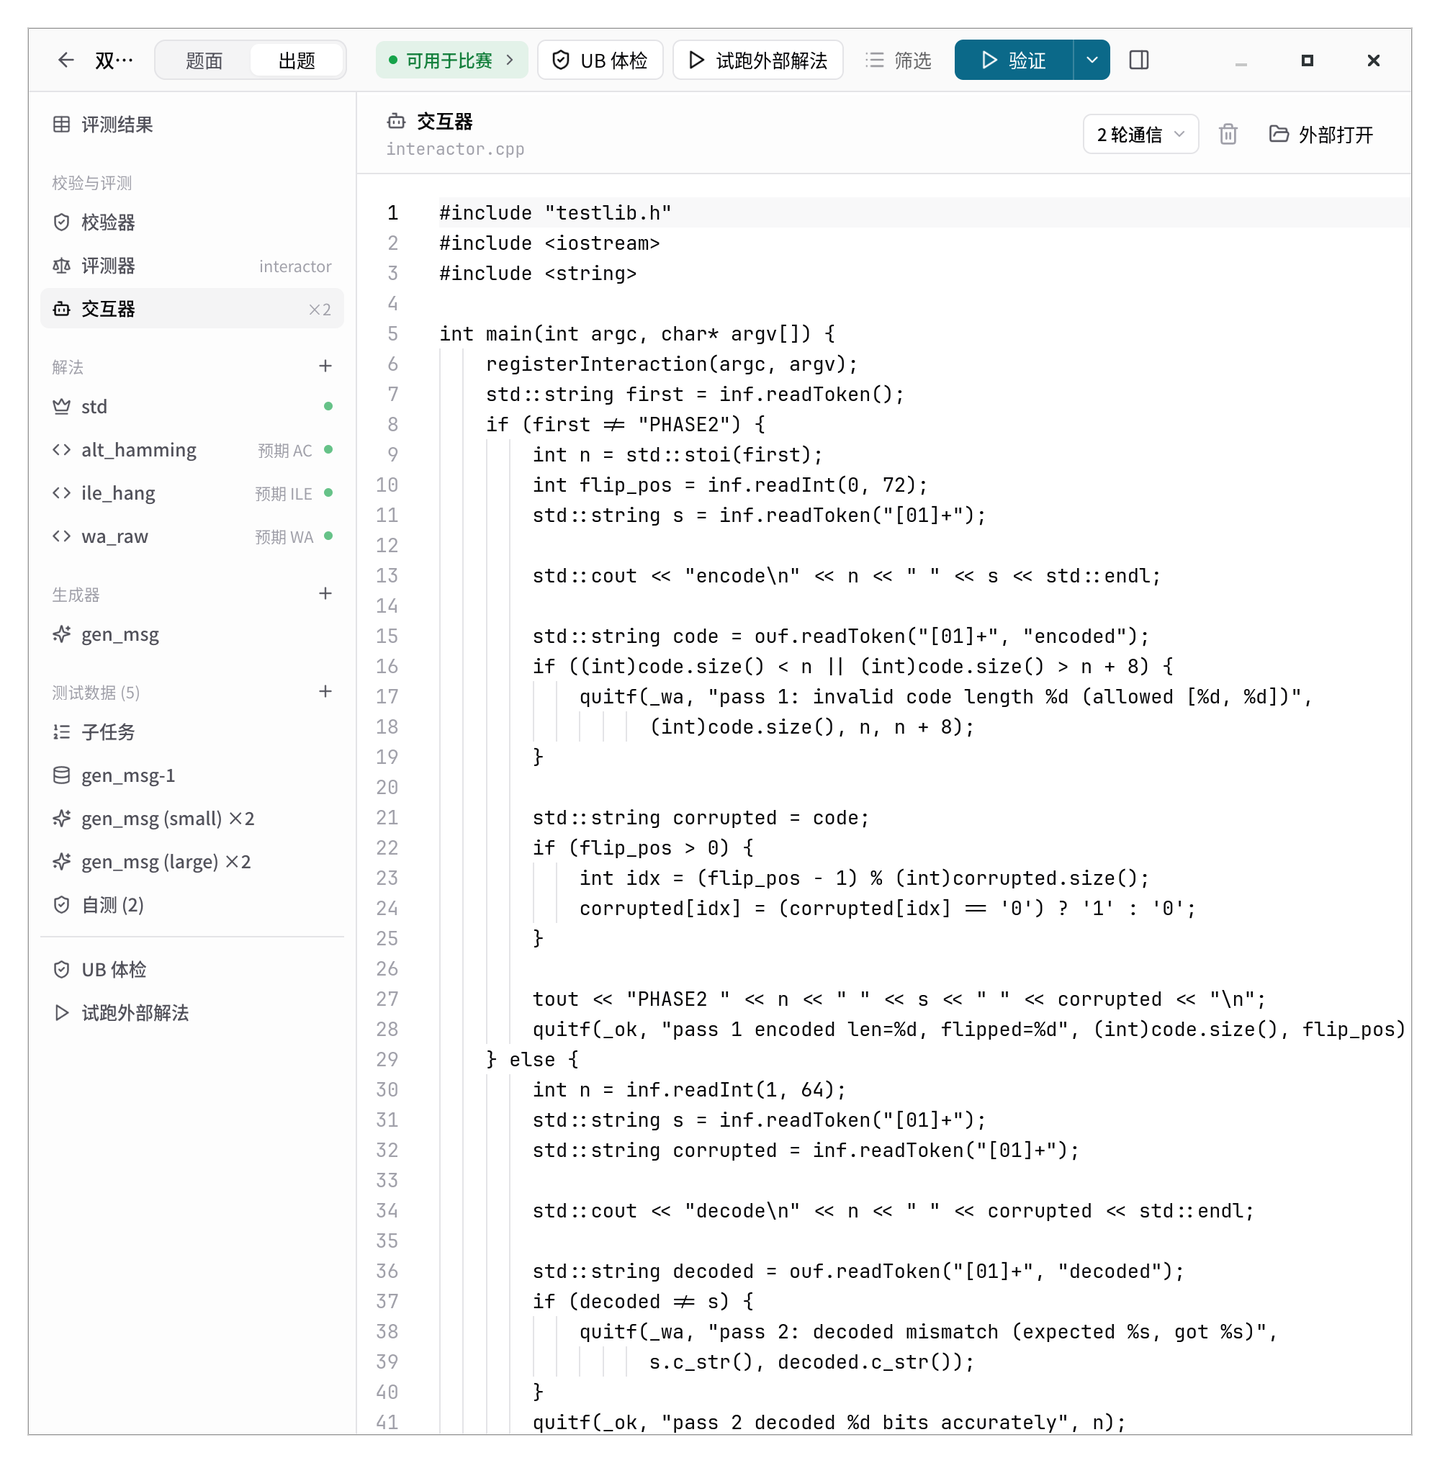 双…
题面
出题
可用于比赛
UB 体检
试跑外部解法
筛选
验证
评测结果
校验与评测
校验器
评测器 interactor
交互器 ×2
解法 +
std
alt_hamming 预期 AC
ile_hang 预期 ILE
wa_raw 预期 WA
生成器 +
gen_msg
测试数据 (5) +
子任务
gen_msg-1
gen_msg (small) ×2
gen_msg (large) ×2
自测 (2)
UB 体检
试跑外部解法
交互器
interactor.cpp
2 轮通信
外部打开
1 #include "testlib.h"
2 #include <iostream>
3 #include <string>
4
5 int main(int argc, char* argv[]) {
6 registerInteraction(argc, argv);
7 std::string first = inf.readToken();
8 if (first != "PHASE2") {
9 int n = std::stoi(first);
10 int flip_pos = inf.readInt(0, 72);
11 std::string s = inf.readToken("[01]+");
12
13 std::cout << "encode\n" << n << " " << s << std::endl;
14
15 std::string code = ouf.readToken("[01]+", "encoded");
16 if ((int)code.size() < n || (int)code.size() > n + 8) {
17 quitf(_wa, "pass 1: invalid code length %d (allowed [%d, %d])",
18 (int)code.size(), n, n + 8);
19 }
20
21 std::string corrupted = code;
22 if (flip_pos > 0) {
23 int idx = (flip_pos - 1) % (int)corrupted.size();
24 corrupted[idx] = (corrupted[idx] == '0') ? '1' : '0';
25 }
26
27 tout << "PHASE2 " << n << " " << s << " " << corrupted << "\n";
28 quitf(_ok, "pass 1 encoded len=%d, flipped=%d", (int)code.size(), flip_pos)
29 } else {
30 int n = inf.readInt(1, 64);
31 std::string s = inf.readToken("[01]+");
32 std::string corrupted = inf.readToken("[01]+");
33
34 std::cout << "decode\n" << n << " " << corrupted << std::endl;
35
36 std::string decoded = ouf.readToken("[01]+", "decoded");
37 if (decoded != s) {
38 quitf(_wa, "pass 2: decoded mismatch (expected %s, got %s)",
39 s.c_str(), decoded.c_str());
40 }
41 quitf(_ok, "pass 2 decoded %d bits accurately", n);